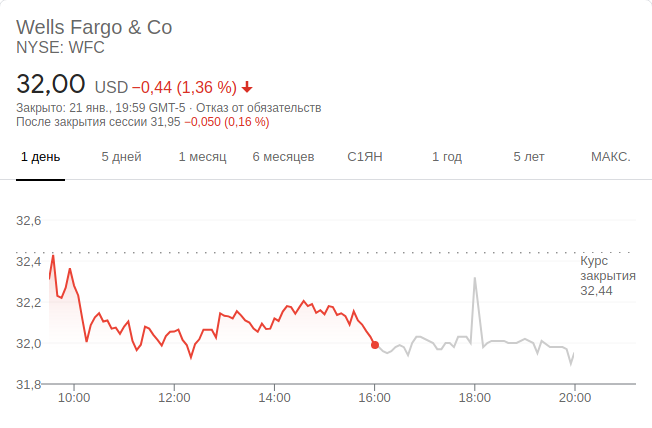 Wells Fargo & Co
NYSE: WFC
32,00 USD −0,44 (1,36 %)
Закрыто: 21 янв., 19:59 GMT-5 · Отказ от обязательств
После закрытия сессии 31,95 −0,050 (0,16 %)
1 день 5 дней 1 месяц 6 месяцев С1ЯН 1 год 5 лет МАКС.
32,6
32,4
32,2
32,0
31,8
Курс
закрытия
32,44
10:00 12:00 14:00 16:00 18:00 20:00